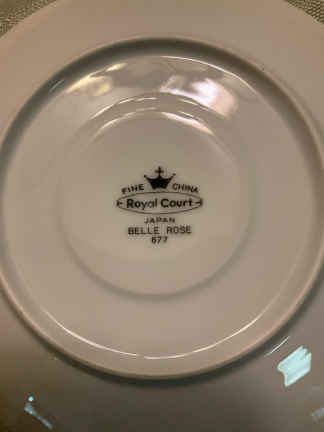 FINE CHINA
Royal Court
JAPAN
BELLE ROSE
677